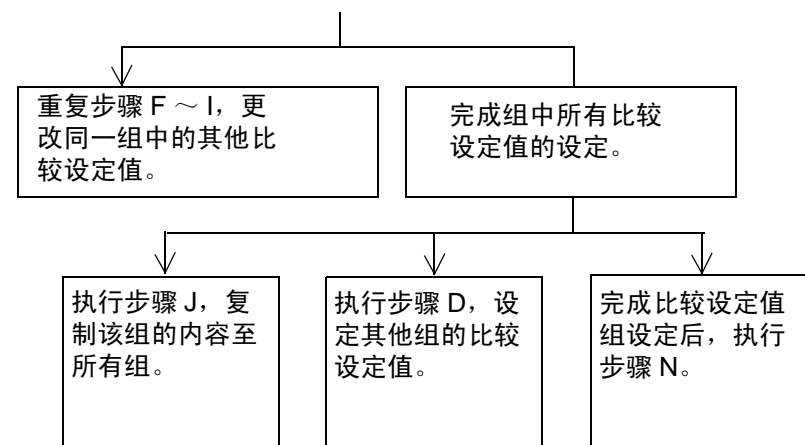 重复步骤 F ～ I，更
改同一组中的其他比
较设定值。
完成组中所有比较
设定值的设定。
执行步骤 J，复
制该组的内容至
所有组。
执行步骤 D，设
定其他组的比较
设定值。
完成比较设定值
组设定后，执行
步骤 N。